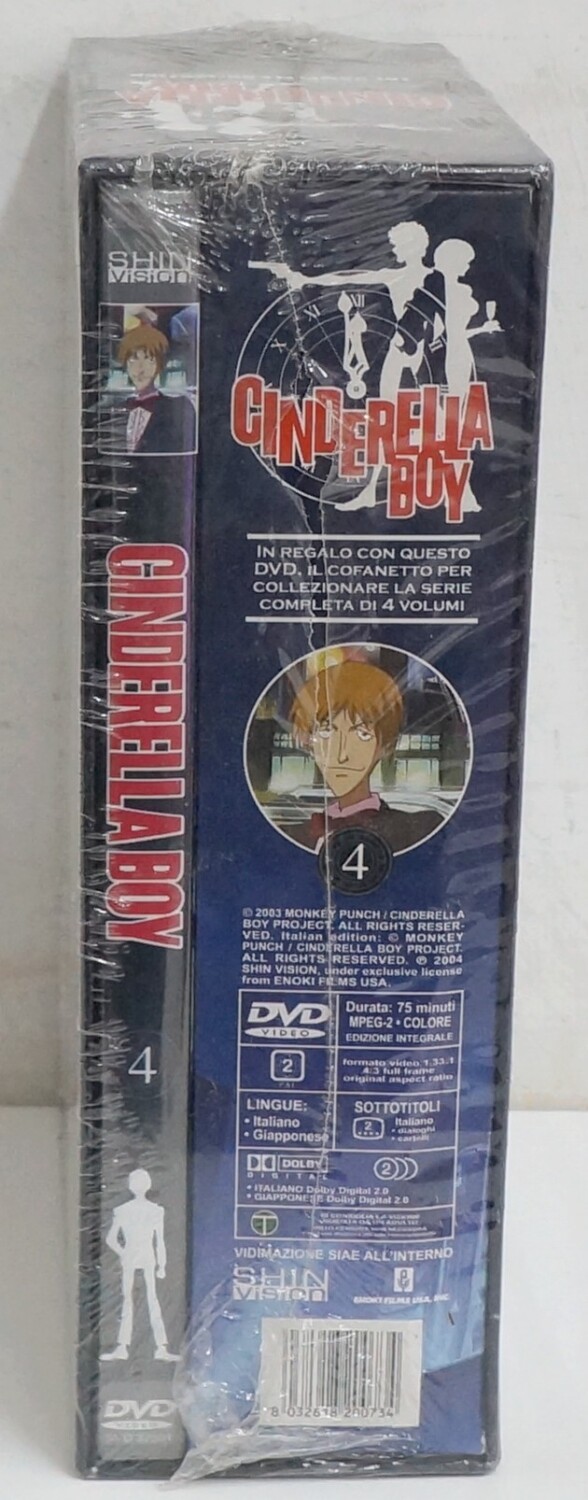 SHIN
VISION
CINDERELLA BOY
4
DVD
VIDEO
X
XI
XII
CINDERELLA
BOY
IN REGALO CON QUESTO
DVD, IL COFANETTO PER
COLLEZIONARE LA SERIE
COMPLETA DI 4 VOLUMI
4
© 2003 MONKEY PUNCH / CINDERELLA
BOY PROJECT. ALL RIGHTS RESER-
VED. Italian edition: © MONKEY
PUNCH / CINDERELLA BOY PROJECT.
ALL RIGHTS RESERVED. ℗ 2004
SHIN VISION, under exclusive license
from ENOKI FILMS USA.
DVD
VIDEO
Durata: 75 minuti
MPEG-2 • COLORE
EDIZIONE INTEGRALE
2
PAL
formato video 1.33:1
4:3 full frame
original aspect ratio
LINGUE:
• Italiano
• Giapponese
SOTTOTITOLI
2
Italiano
• dialoghi
• cartelli
DOLBY
DIGITAL
2
• ITALIANO Dolby Digital 2.0
• GIAPPONESE Dolby Digital 2.0
VIDIMAZIONE SIAE ALL'INTERNO
SHIN
VISION
ENOKI FILMS USA, INC.
8 032618 200734